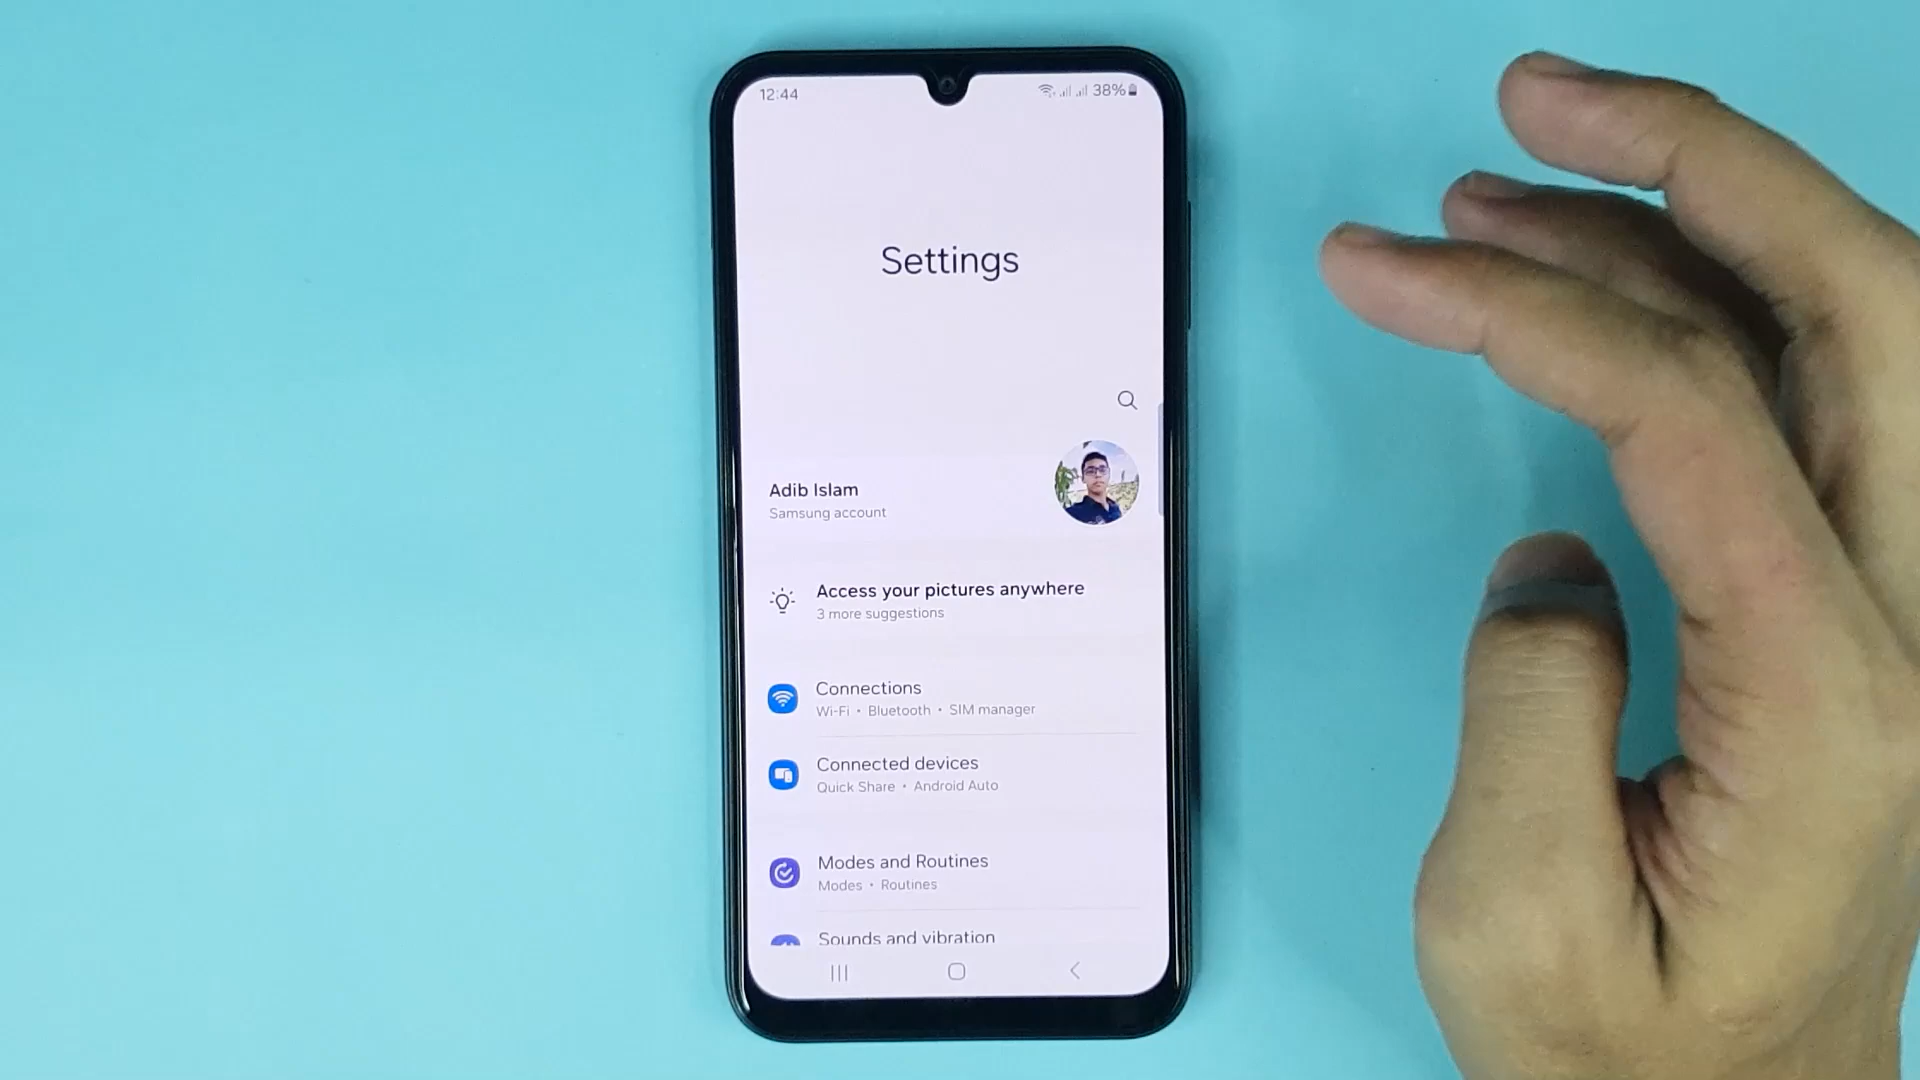 12:44
38%
Settings
Adib Islam
Samsung account
Access your pictures anywhere
3 more suggestions
Connections
Wi-Fi • Bluetooth • SIM manager
Connected devices
Quick Share • Android Auto
Modes and Routines
Modes • Routines
Sounds and vibration